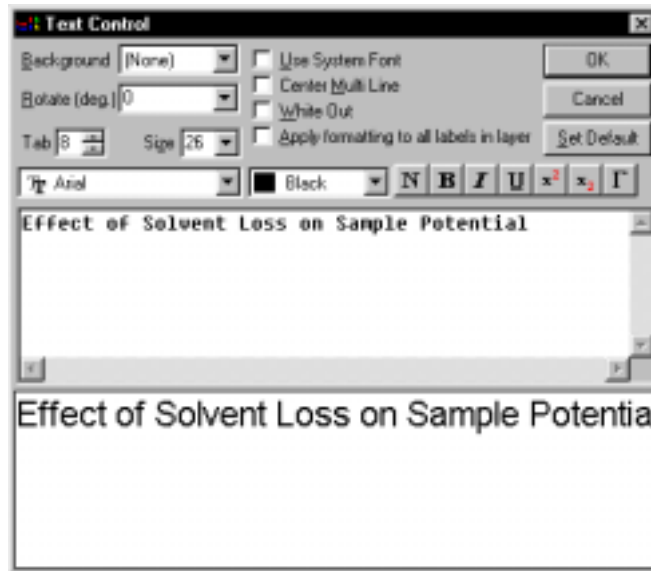 Text Control
Background (None)
Use System Font
OK
Center Multi Line
Rotate (deg.) 0
White Out
Cancel
Tab 8 Size 26
Apply formatting to all labels in layer
Set Default
Arial Black N B I U x² x₂ Γ
Effect of Solvent Loss on Sample Potential
Effect of Solvent Loss on Sample Potentia